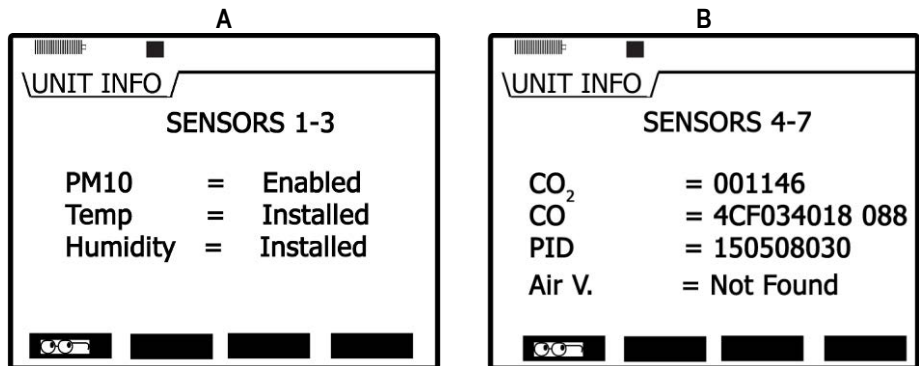 A
UNIT INFO
SENSORS 1-3
PM10 = Enabled
Temp = Installed
Humidity = Installed
B
UNIT INFO
SENSORS 4-7
CO₂ = 001146
CO = 4CF034018 088
PID = 150508030
Air V. = Not Found